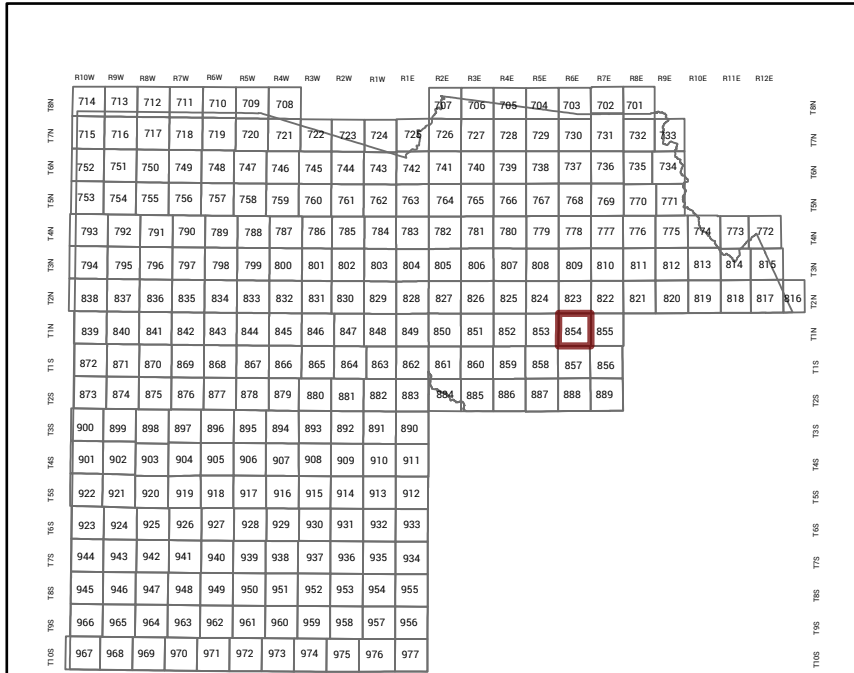 R10W R9W R8W R7W R6W R5W R4W R3W R2W R1W R1E R2E R3E R4E R5E R6E R7E R8E R9E R10E R11E R12E
T8N 714 713 712 711 710 709 708 707 706 705 704 703 702 701 T8N
T7N 715 716 717 718 719 720 721 722 723 724 725 726 727 728 729 730 731 732 733 T7N
T6N 752 751 750 749 748 747 746 745 744 743 742 741 740 739 738 737 736 735 734 T6N
T5N 753 754 755 756 757 758 759 760 761 762 763 764 765 766 767 768 769 770 771 T5N
T4N 793 792 791 790 789 788 787 786 785 784 783 782 781 780 779 778 777 776 775 774 773 772 T4N
T3N 794 795 796 797 798 799 800 801 802 803 804 805 806 807 808 809 810 811 812 813 814 815 T3N
T2N 838 837 836 835 834 833 832 831 830 829 828 827 826 825 824 823 822 821 820 819 818 817 816 T2N
T1N 839 840 841 842 843 844 845 846 847 848 849 850 851 852 853 854 855 T1N
T1S 872 871 870 869 868 867 866 865 864 863 862 861 860 859 858 857 856 T1S
T2S 873 874 875 876 877 878 879 880 881 882 883 884 885 886 887 888 889 T2S
T3S 900 899 898 897 896 895 894 893 892 891 890 T3S
T4S 901 902 903 904 905 906 907 908 909 910 911 T4S
T5S 922 921 920 919 918 917 916 915 914 913 912 T5S
T6S 923 924 925 926 927 928 929 930 931 932 933 T6S
T7S 944 943 942 941 940 939 938 937 936 935 934 T7S
T8S 945 946 947 948 949 950 951 952 953 954 955 T8S
T9S 966 965 964 963 962 961 960 959 958 957 956 T9S
T10S 967 968 969 970 971 972 973 974 975 976 977 T10S